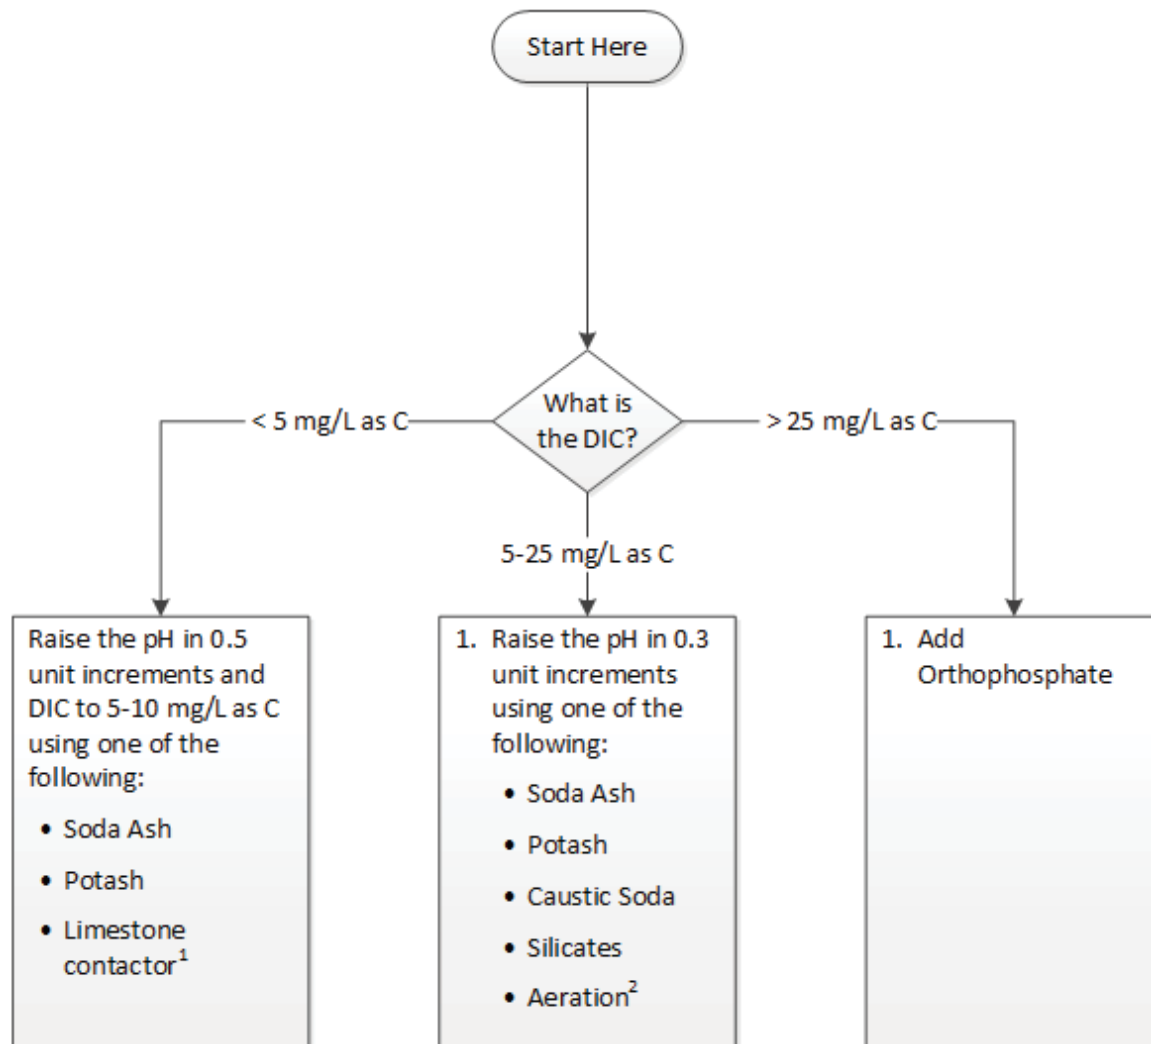 Start Here
What is
the DIC?
< 5 mg/L as C
> 25 mg/L as C
5-25 mg/L as C
Raise the pH in 0.5
unit increments and
DIC to 5-10 mg/L as C
using one of the
following:
• Soda Ash
• Potash
• Limestone
contactor¹
1. Raise the pH in 0.3
unit increments
using one of the
following:
• Soda Ash
• Potash
• Caustic Soda
• Silicates
• Aeration²
1. Add
Orthophosphate